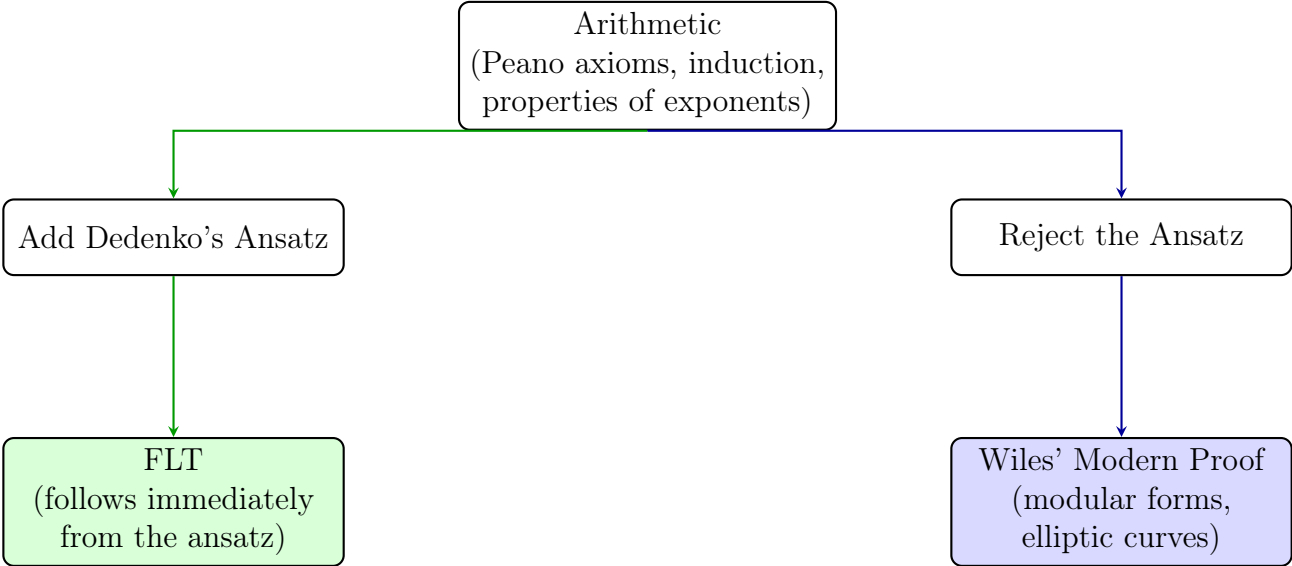 Arithmetic
(Peano axioms, induction,
properties of exponents)
Add Dedenko's Ansatz
Reject the Ansatz
FLT
(follows immediately
from the ansatz)
Wiles' Modern Proof
(modular forms,
elliptic curves)